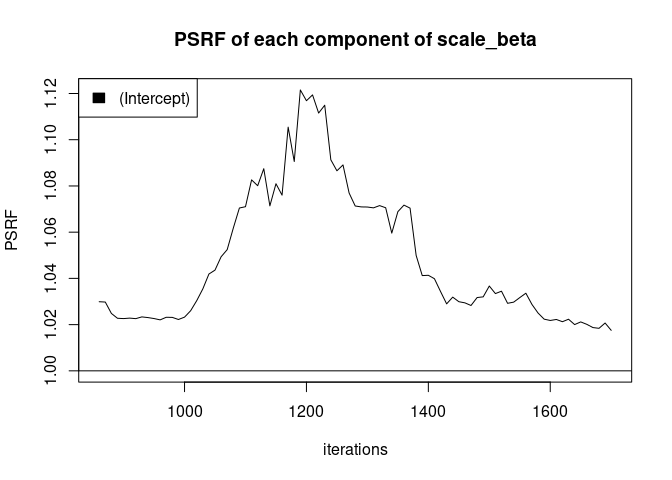 PSRF of each component of scale_beta
(Intercept)
PSRF
1.12
1.10
1.08
1.06
1.04
1.02
1.00
1000 1200 1400 1600
iterations